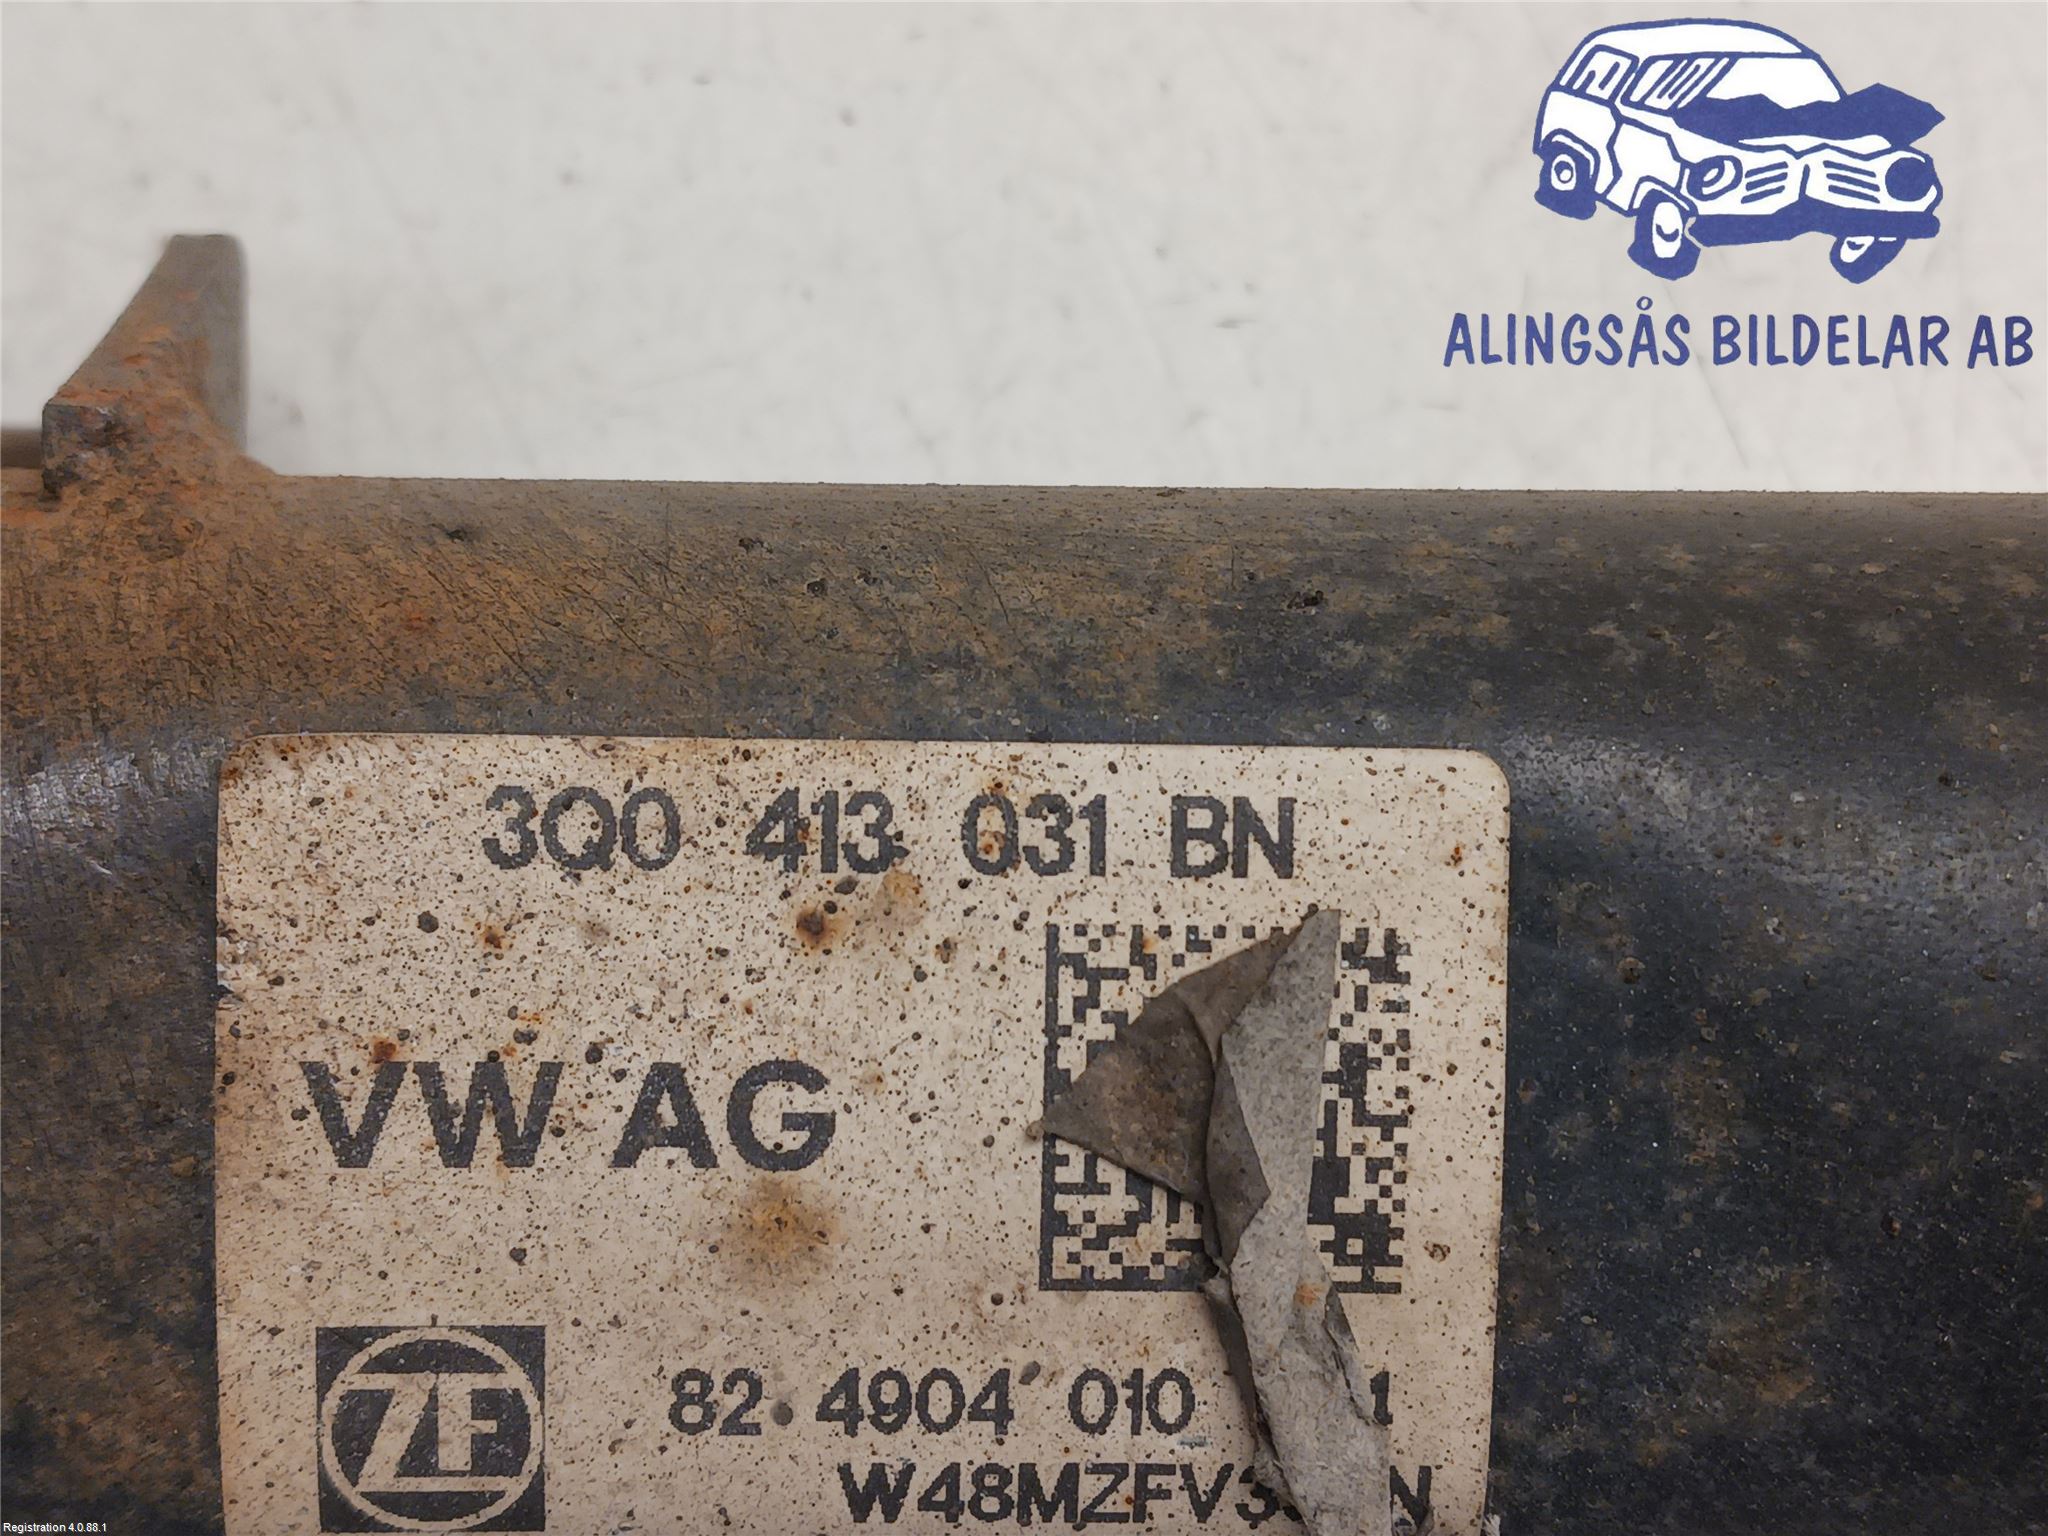 ALINGSÅS BILDELAR AB
3Q0 413 031 BN
VW AG
ZF
82 4904 010
Registration 4.0.88.1